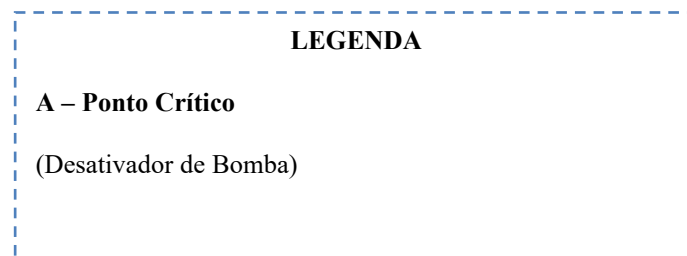 LEGENDA
A – Ponto Crítico
(Desativador de Bomba)